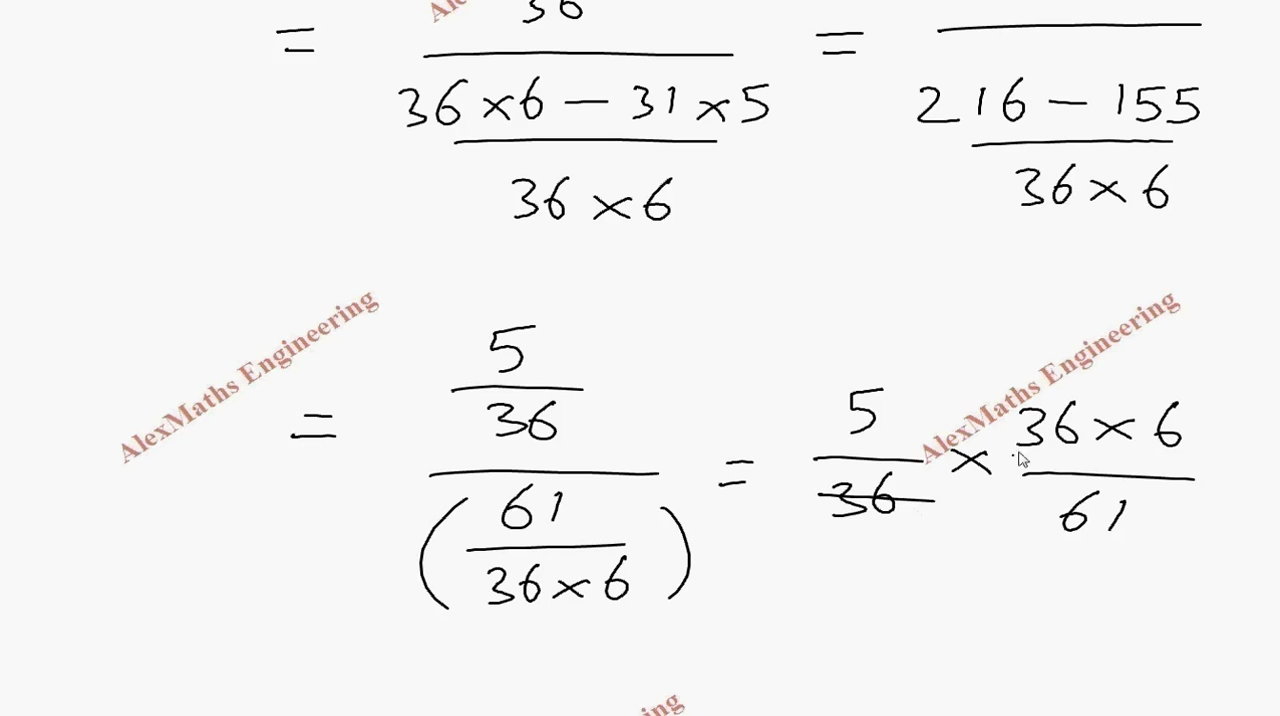 36
= 36 × 6 − 31 × 5 = 216 − 155
36 × 6 36 × 6
5
36
= = 5 × 36 × 6
36 61
61
36 × 6
( )
AlexMaths Engineering AlexMaths Engineering